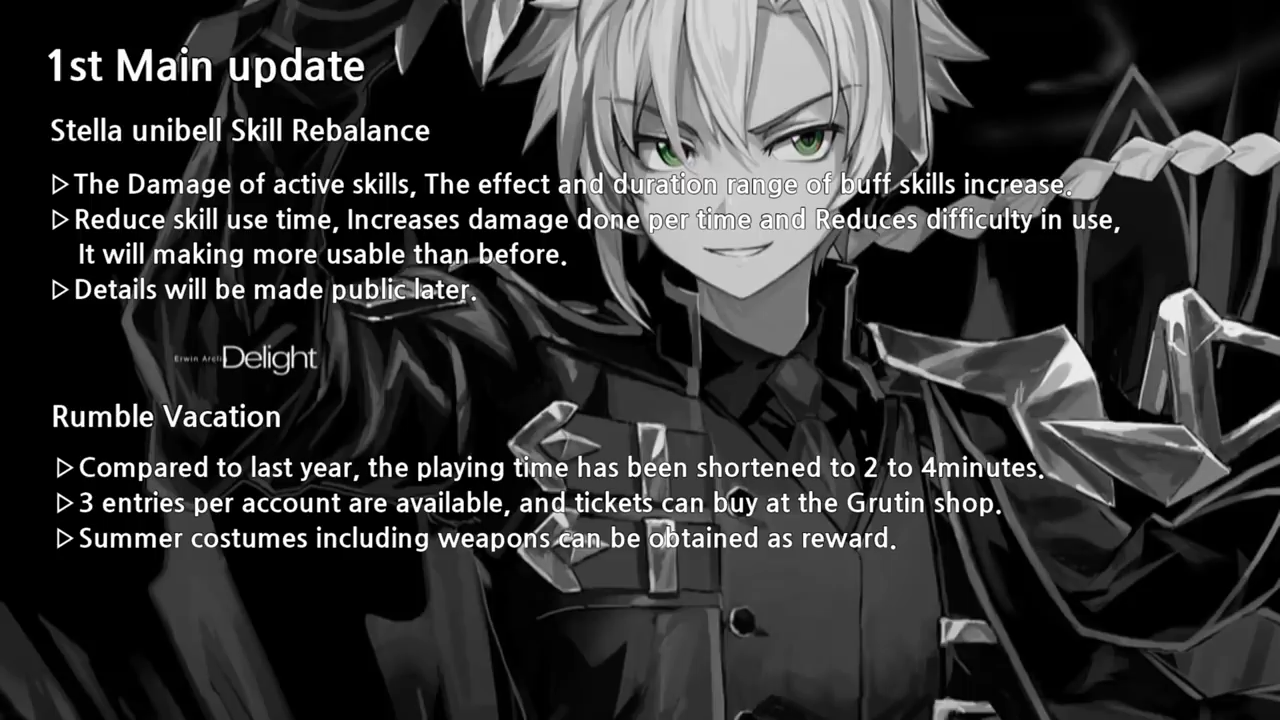 1st Main update
Stella unibell Skill Rebalance
▷The Damage of active skills, The effect and duration range of buff skills increase.
▷Reduce skill use time, Increases damage done per time and Reduces difficulty in use,
It will making more usable than before.
▷Details will be made public later.
Erwin Arclin Delight
Rumble Vacation
▷Compared to last year, the playing time has been shortened to 2 to 4minutes.
▷3 entries per account are available, and tickets can buy at the Grutin shop.
▷Summer costumes including weapons can be obtained as reward.